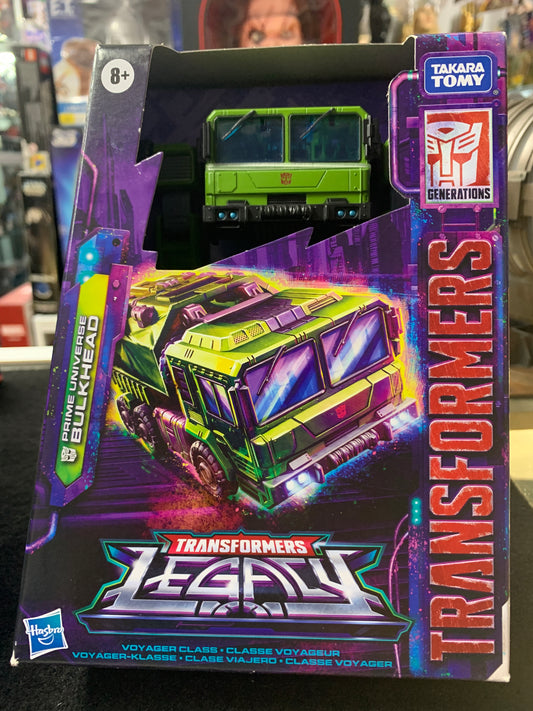 8+
TAKARA
TOMY
GENERATIONS
TRANSFORMERS
PRIME UNIVERSE
BULKHEAD
TRANSFORMERS
LEGACY
Hasbro
VOYAGER CLASS • CLASSE VOYAGEUR
VOYAGER-KLASSE • CLASE VIAJERO • CLASSE VOYAGER